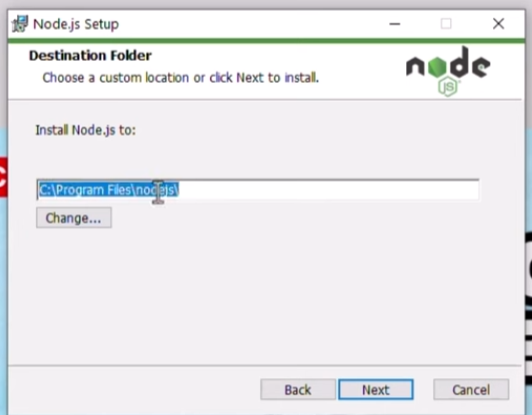 Node.js Setup
Destination Folder
Choose a custom location or click Next to install.
node
JS
Install Node.js to:
C:\Program Files\nodejs\
Change...
Back Next Cancel